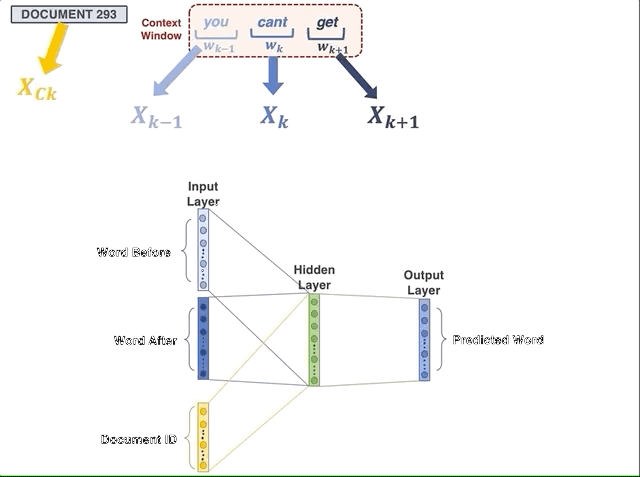 DOCUMENT 293
Context
Window
you cant get
w_{k-1} w_k w_{k+1}
X_{Ck}
X_{k-1} X_k X_{k+1}
Input
Layer
Word Before
Hidden
Layer
Output
Layer
Word After
Predicted Word
Document ID